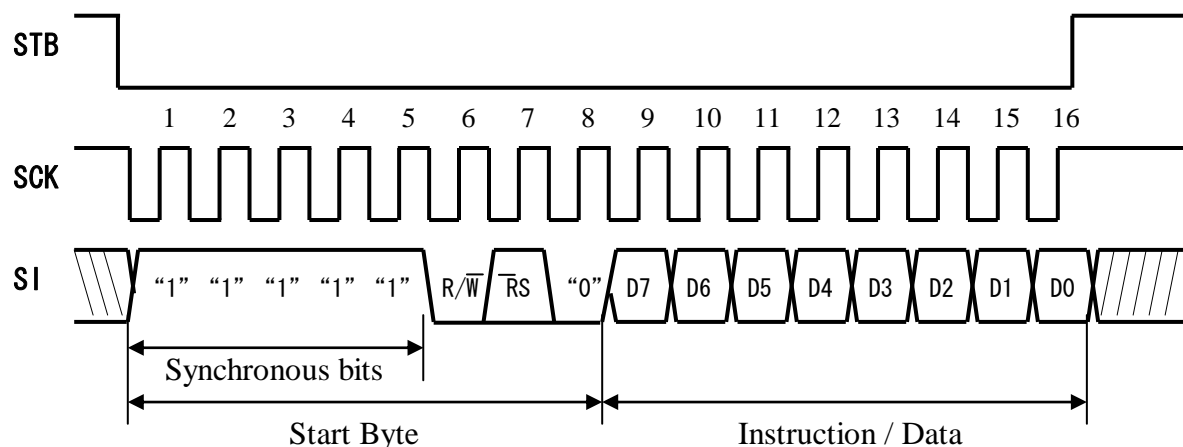 STB
1 2 3 4 5 6 7 8 9 10 11 12 13 14 15 16
SCK
SI “1” “1” “1” “1” “1” R/W̅ R̅S “0” D7 D6 D5 D4 D3 D2 D1 D0
Synchronous bits
Start Byte Instruction / Data